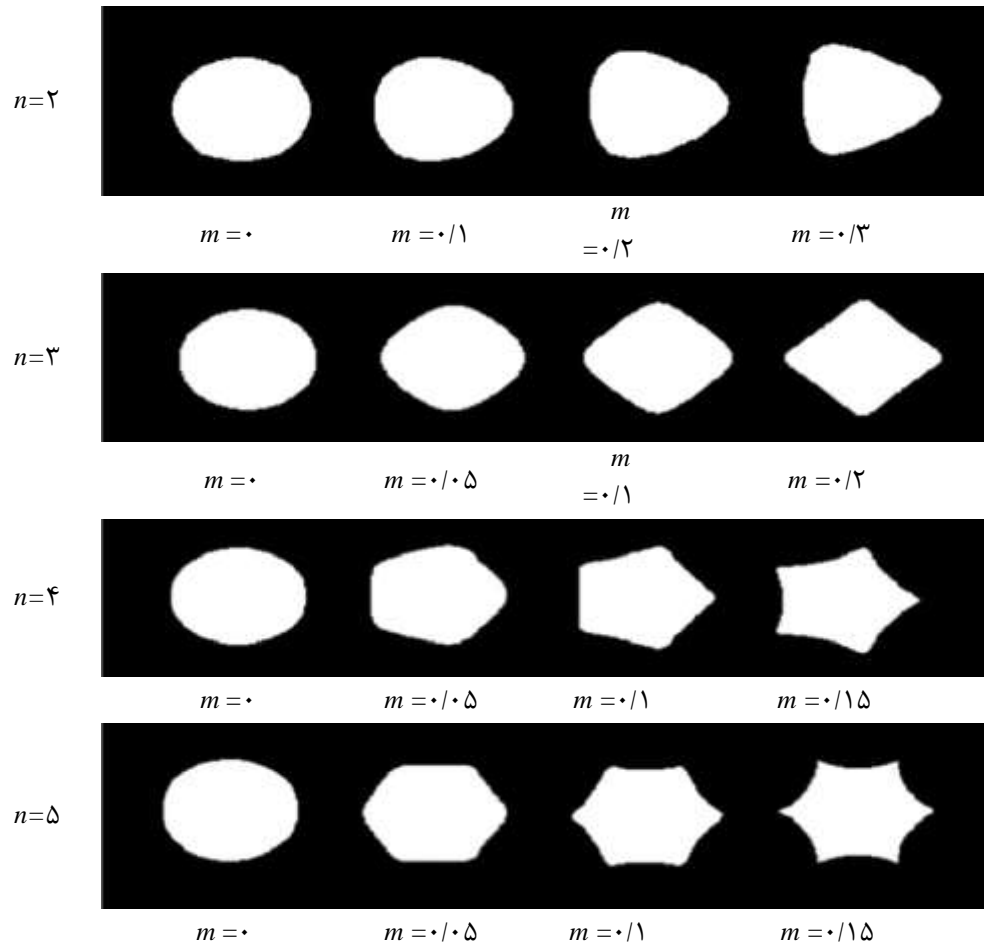 n=۲
m =۰ m =۰/۱ m
=۰/۲ m =۰/۳
n=۳
m =۰ m =۰/۰۵ m
=۰/۱ m =۰/۲
n=۴
m =۰ m =۰/۰۵ m =۰/۱ m =۰/۱۵
n=۵
m =۰ m =۰/۰۵ m =۰/۱ m =۰/۱۵